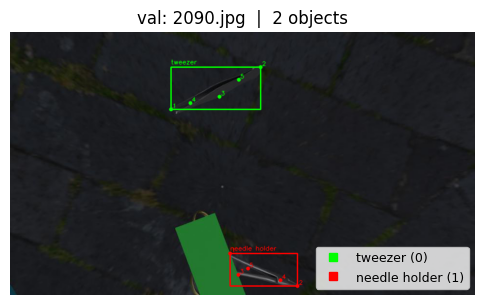 val: 2090.jpg | 2 objects
tweezer
needle holder
tweezer (0)
needle holder (1)